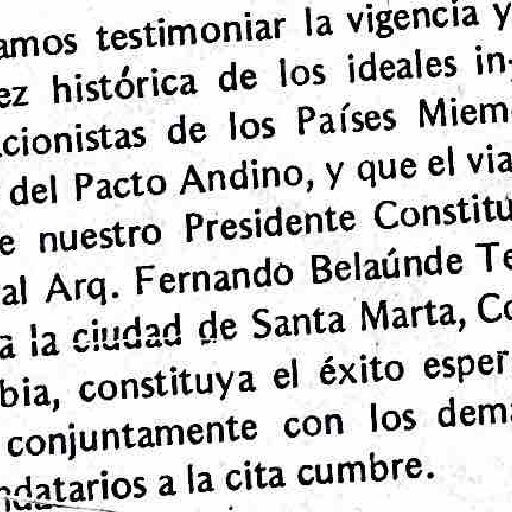 amos testimoniar la vigencia y
ez histórica de los ideales in-
cionistas de los Países Miem
del Pacto Andino, y que el via
e nuestro Presidente Constitu
al Arq. Fernando Belaúnde Te
a la ciudad de Santa Marta, Co
bia, constituya el éxito esper
conjuntamente con los dema
ndatarios a la cita cumbre.